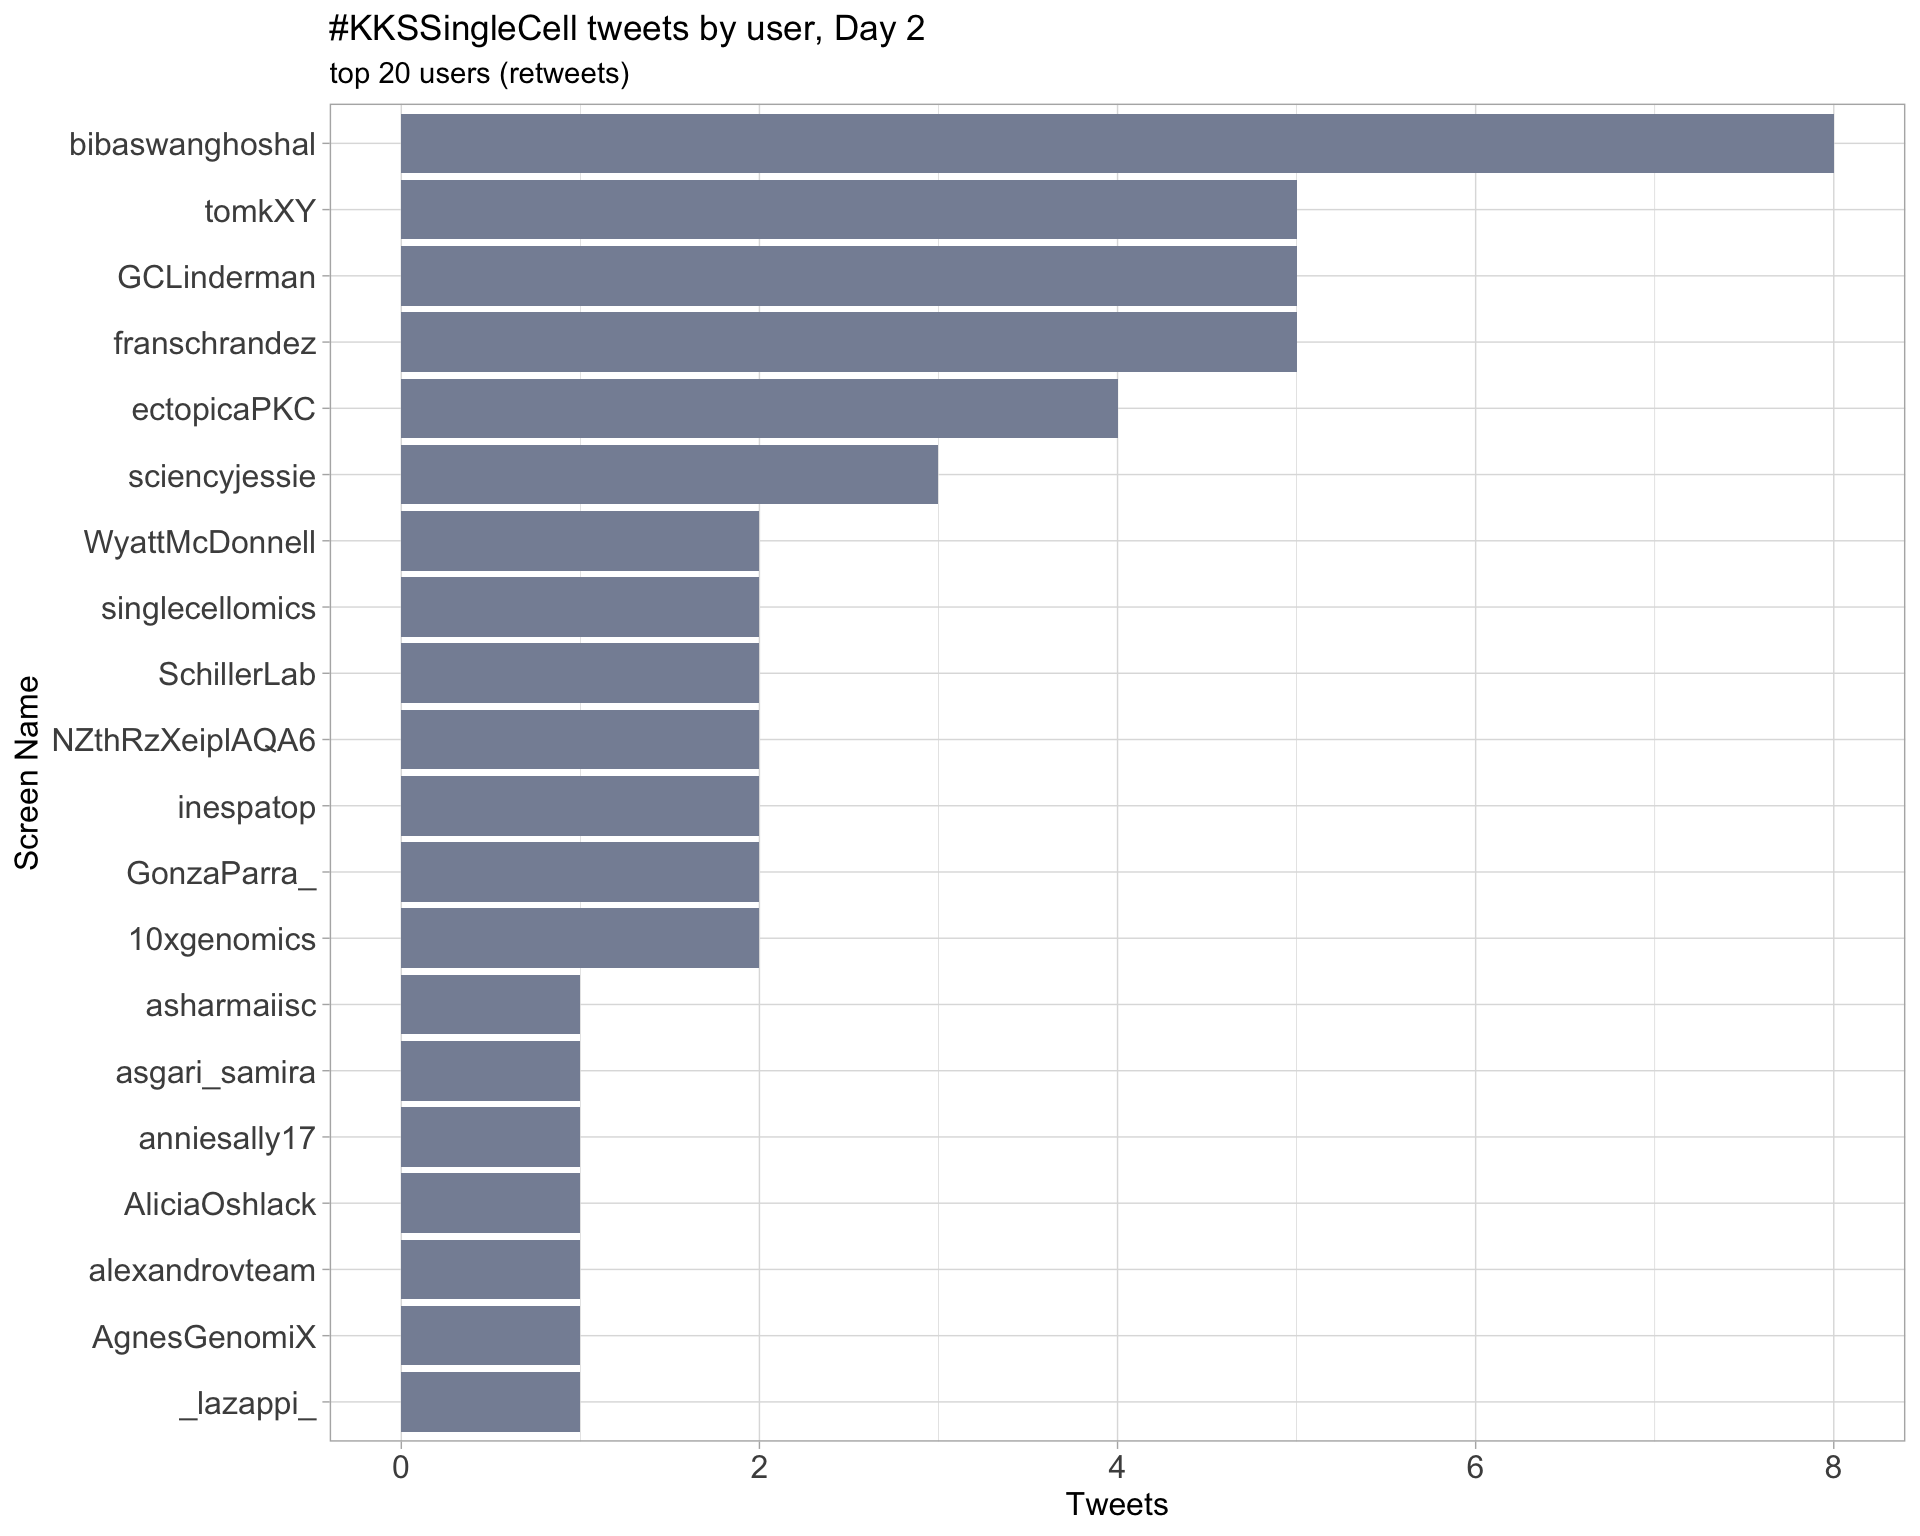 #KKSSingleCell tweets by user, Day 2
top 20 users (retweets)
Screen Name
bibaswanghoshal
tomkXY
GCLinderman
franschrandez
ectopicaPKC
sciencyjessie
WyattMcDonnell
singlecellomics
SchillerLab
NZthRzXeipIAQA6
inespatop
GonzaParra_
10xgenomics
asharmaiisc
asgari_samira
anniesally17
AliciaOshlack
alexandrovteam
AgnesGenomiX
_lazappi_
0 2 4 6 8
Tweets